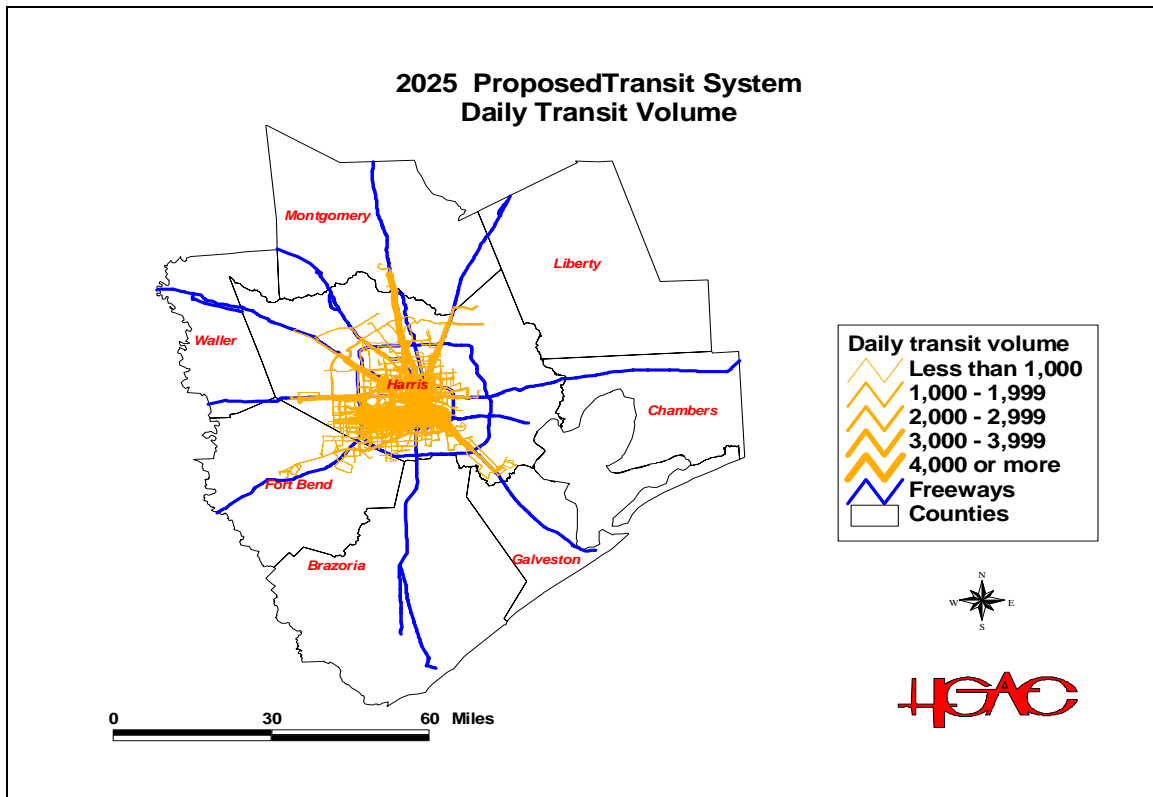 2025 ProposedTransit System
Daily Transit Volume
Montgomery
Liberty
Waller
Harris
Chambers
Fort Bend
Brazoria
Galveston
Daily transit volume
Less than 1,000
1,000 - 1,999
2,000 - 2,999
3,000 - 3,999
4,000 or more
Freeways
Counties
N
W E
S
HGAC
0 30 60 Miles